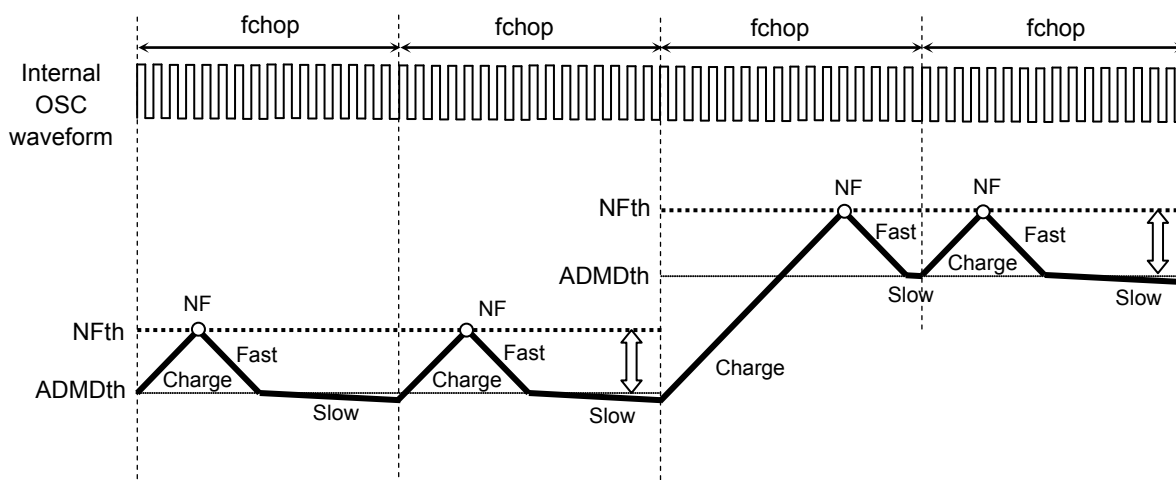 fchop fchop fchop fchop
Internal
OSC
waveform
NF NF
NFth
Fast Fast
Charge
ADMDth
Slow Slow
NF NF
NFth
Fast Fast
ADMDth
Charge Charge
Charge
Slow Slow